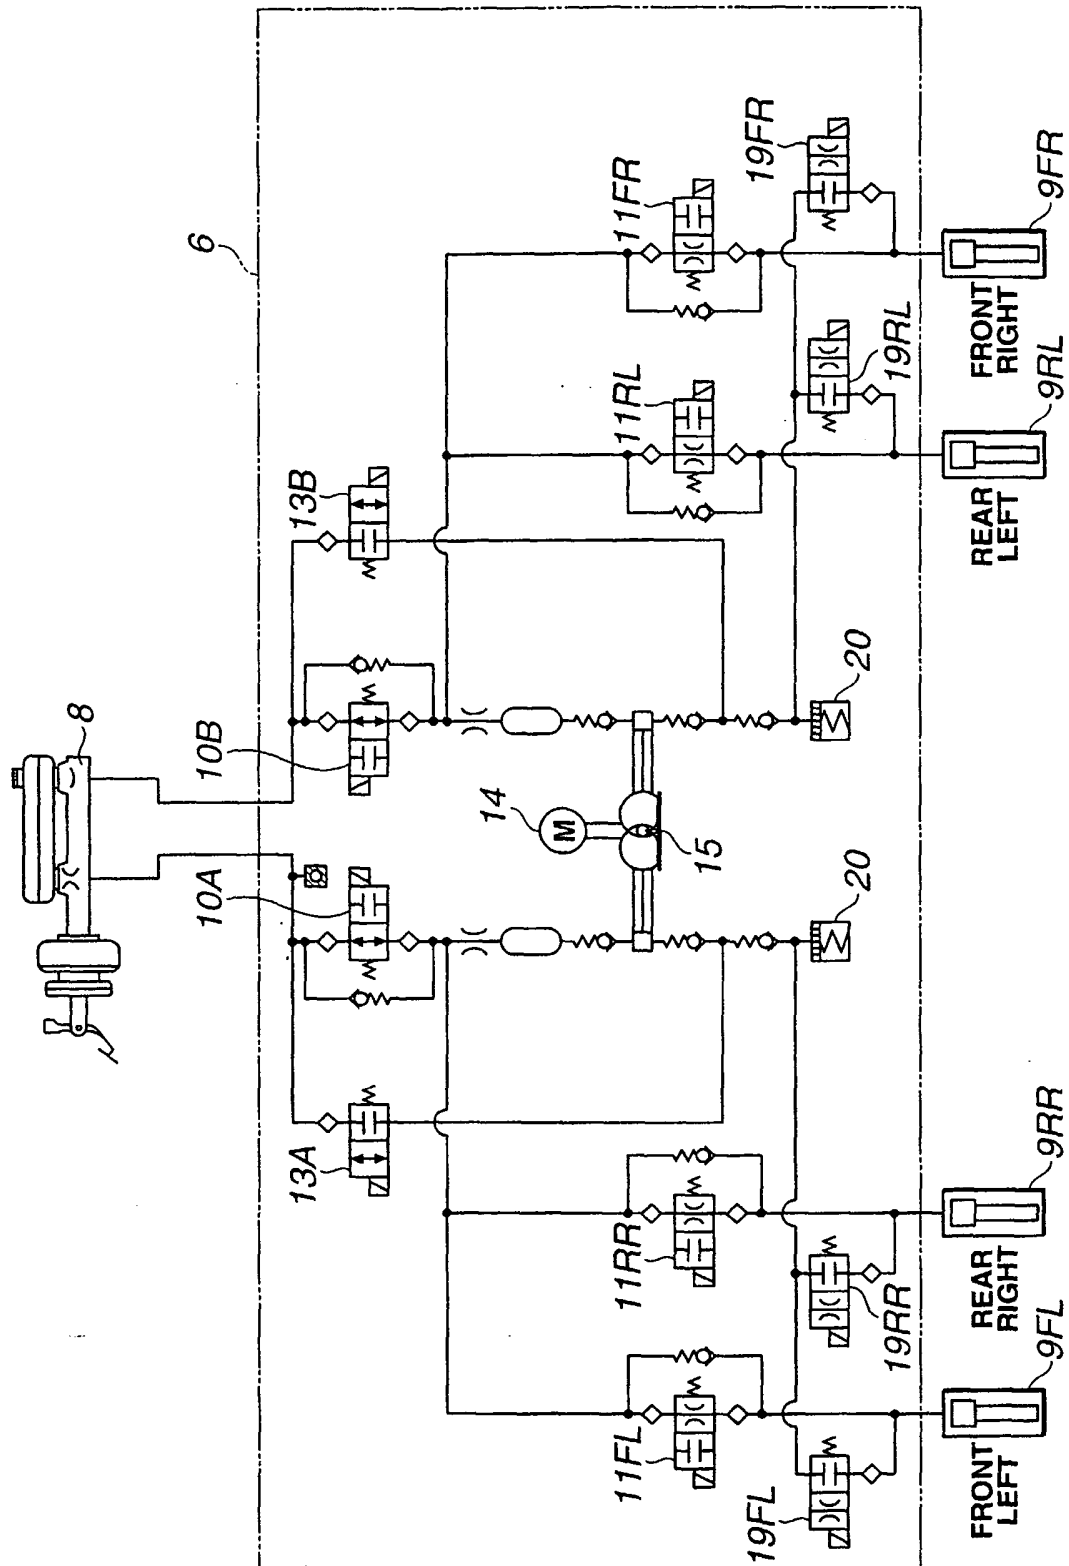 8
6
10A
10B
13A
13B
14
M
11FL
11RR
11RL
11FR
15
19FL
19FR
20
20
19RR
19RL
FRONT
LEFT
REAR
RIGHT
REAR
LEFT
FRONT
RIGHT
9FL
9RR
9RL
9FR